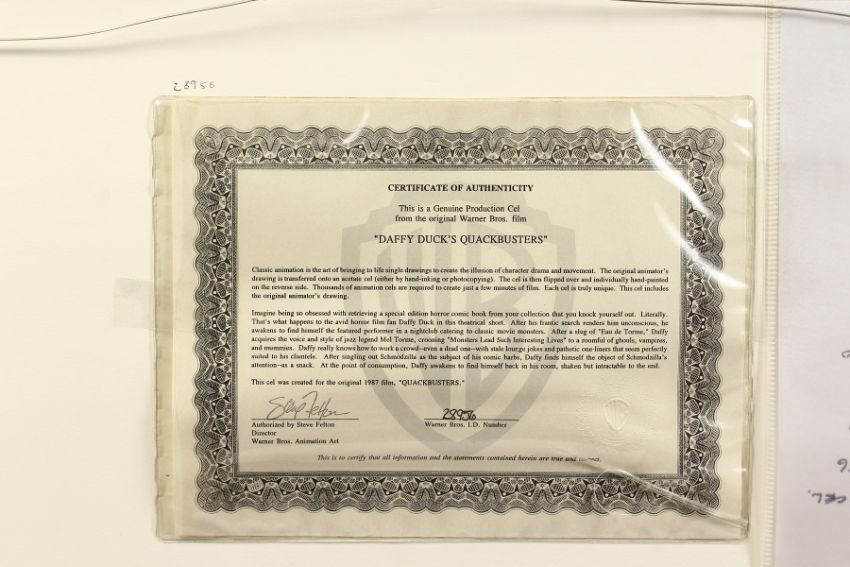 28956
CERTIFICATE OF AUTHENTICITY
This is a Genuine Production Cel
from the original Warner Bros. film
"DAFFY DUCK'S QUACKBUSTERS"
Classic animation is the art of bringing to life single drawings to create the illusion of character drama and movement. The original animator's
drawing is transferred onto an acetate cel (either by hand-inking or photocopying). The cel is then flipped over and individually hand-painted
on the reverse side. Thousands of animation cels are required to create just a few minutes of film. Each cel is truly unique. This cel includes
the original animator's drawing.
Imagine being so obsessed with retrieving a special edition horror comic book from your collection that you knock yourself out. Literally.
That's what happens to the avid horror film fan Daffy Duck in this theatrical short. After his frantic search renders him unconscious, he
awakens to find himself the featured performer in a nightclub catering to classic movie monsters. After a slug of "Eau de Torme," Daffy
acquires the voice and style of jazz legend Mel Torme, crooning "Monsters Lead Such Interesting Lives" to a roomful of ghouls, vampires,
and mummies. Daffy really knows how to work a crowd--even a dead one--with stale lounge jokes and pathetic one-liners that seem perfectly
suited to his clientele. After singling out Schmodzilla as the subject of his comic barbs, Daffy finds himself the object of Schmodzilla's
attention--as a snack. At the point of consumption, Daffy awakens to find himself back in his room, shaken but intractable to the end.
This cel was created for the original 1987 film, "QUACKBUSTERS."
Steve Felton 28956
Authorized by Steve Felton Warner Bros. I.D. Number
Director
Warner Bros. Animation Art
This is to certify that all information and the statements contained herein are true and correct.